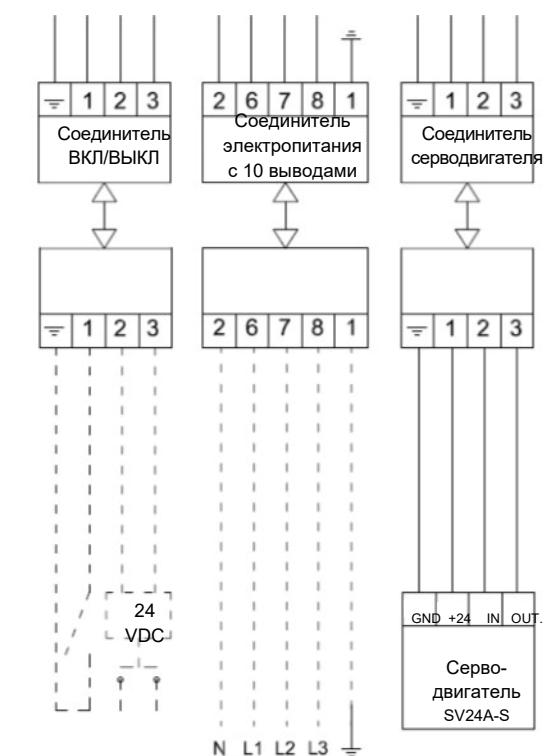 1 2 3
Соединитель
ВКЛ/ВЫКЛ
2 6 7 8 1
Соединитель
электропитания
с 10 выводами
1 2 3
Соединитель
серводвигателя
1 2 3
2 6 7 8 1
1 2 3
24
VDC
N L1 L2 L3
GND +24 IN OUT.
Серво-
двигатель
SV24A-S